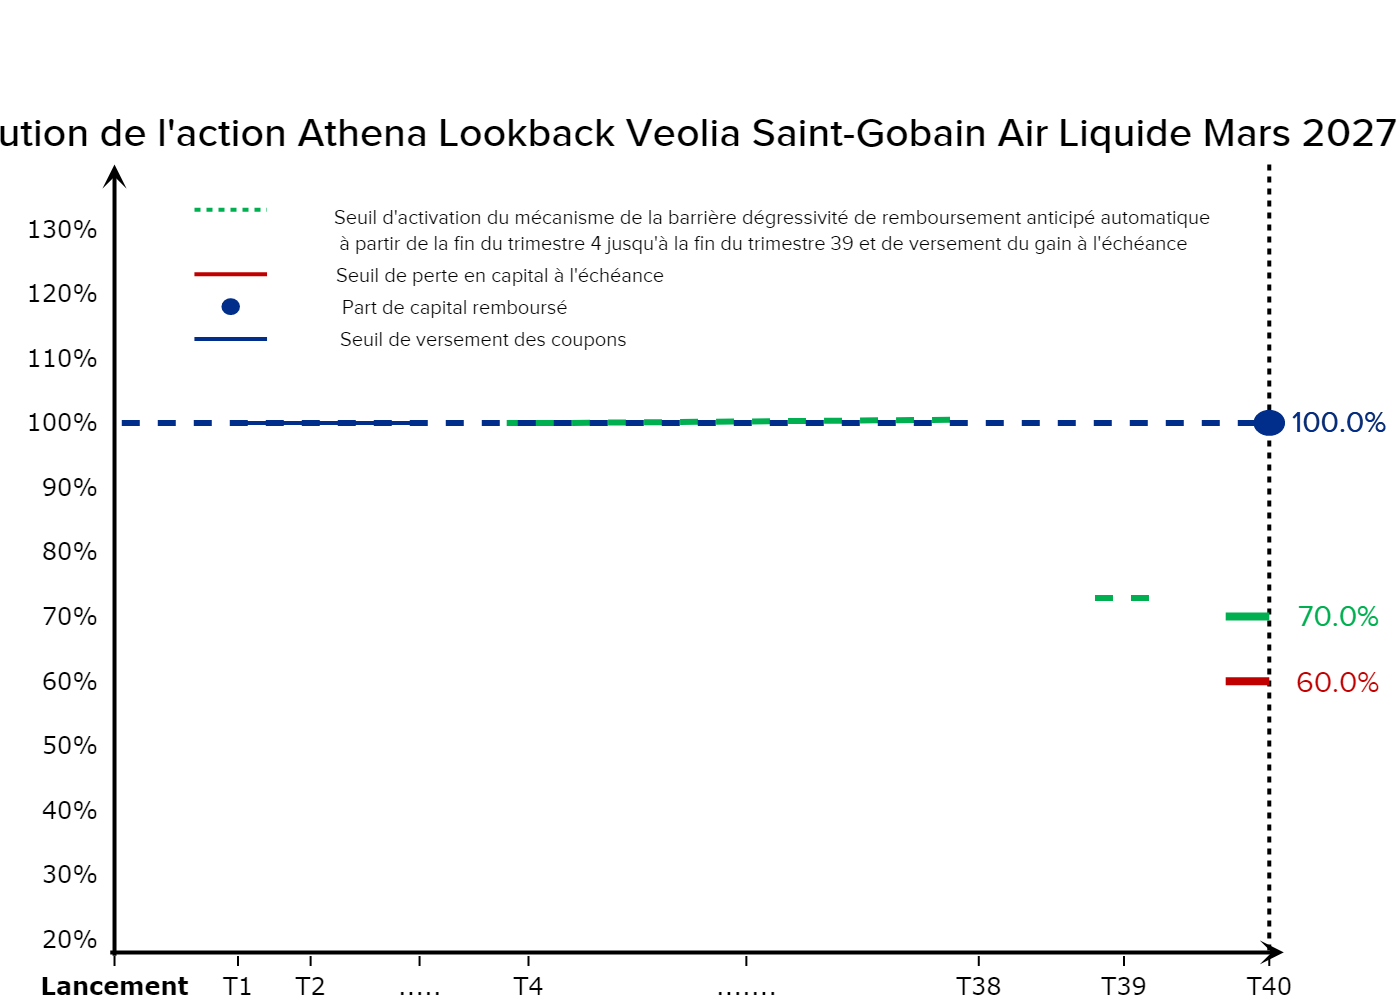 ution de l'action Athena Lookback Veolia Saint-Gobain Air Liquide Mars 2027
Seuil d'activation du mécanisme de la barrière dégressivité de remboursement anticipé automatique
à partir de la fin du trimestre 4 jusqu'à la fin du trimestre 39 et de versement du gain à l'échéance
Seuil de perte en capital à l'échéance
Part de capital remboursé
Seuil de versement des coupons
130%
120%
110%
100%
100.0%
90%
80%
70%
70.0%
60%
60.0%
50%
40%
30%
20%
Lancement T1 T2 ..... T4 ....... T38 T39 T40